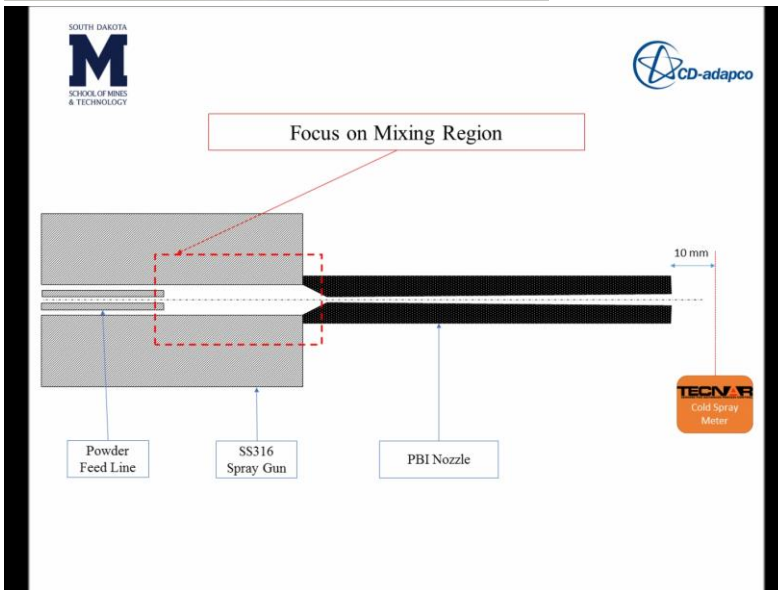 SOUTH DAKOTA
M
SCHOOL OF MINES
& TECHNOLOGY
CD-adapco
Focus on Mixing Region
10 mm
TECNAR
Cold Spray
Meter
Powder
Feed Line
SS316
Spray Gun
PBI Nozzle